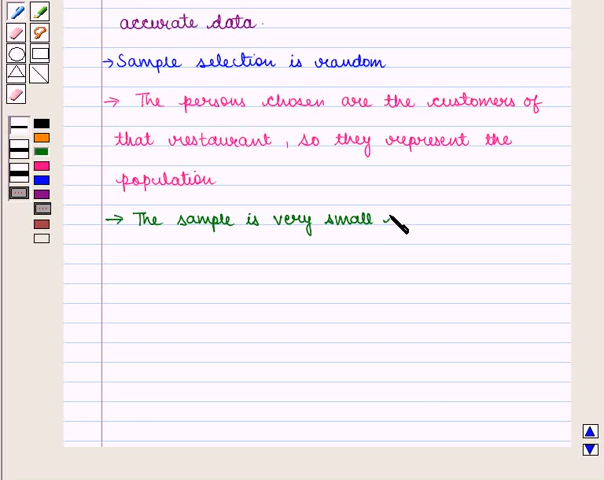 accurate data.
→ Sample selection is random
→ The persons chosen are the customers of
that restaurant, so they represent the
population
→ The sample is very small